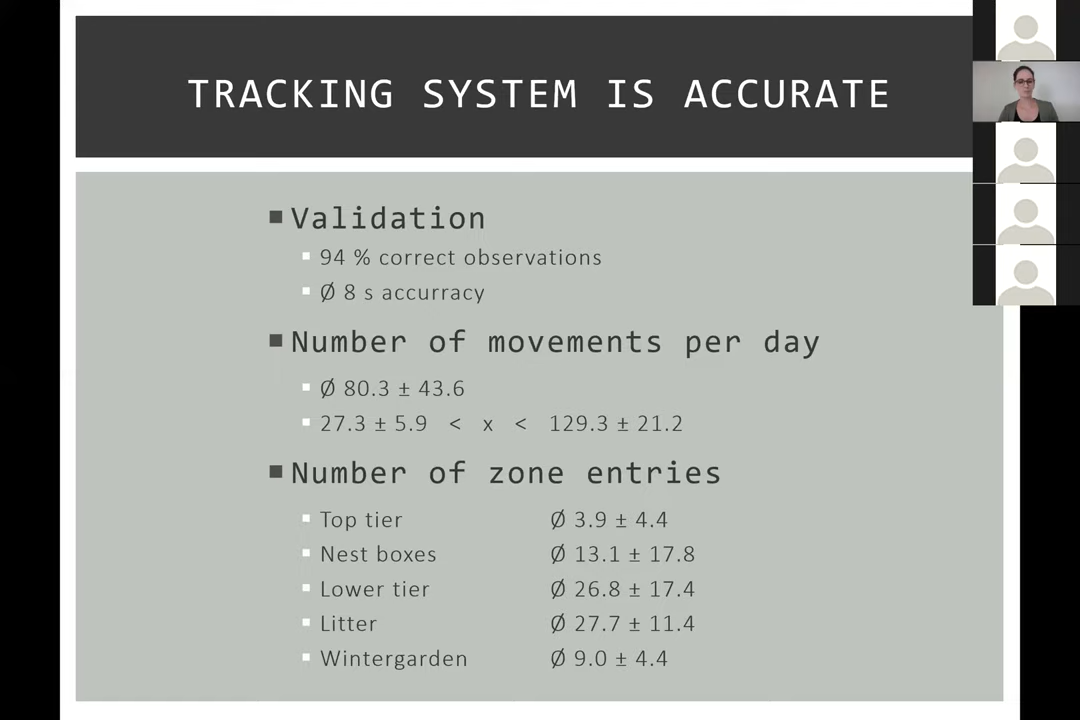 TRACKING SYSTEM IS ACCURATE
Validation
94 % correct observations
Ø 8 s accurracy
Number of movements per day
Ø 80.3 ± 43.6
27.3 ± 5.9 < x < 129.3 ± 21.2
Number of zone entries
Top tier Ø 3.9 ± 4.4
Nest boxes Ø 13.1 ± 17.8
Lower tier Ø 26.8 ± 17.4
Litter Ø 27.7 ± 11.4
Wintergarden Ø 9.0 ± 4.4